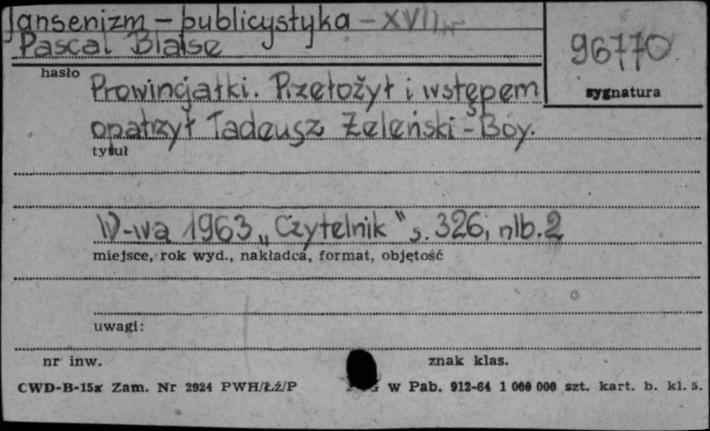 Jansenizm – publicystyka – XVII w
Pascal Blaise
96770
hasło
sygnatura
Prowincjałki. Przełożył i wstępem
opatrzył Tadeusz Żeleński-Boy.
tytuł
W-wa 1963 „Czytelnik" s. 326, nlb. 2
miejsce, rok wyd., nakładca, format, objętość
uwagi:
nr inw.
znak klas.
CWD-B-15x Zam. Nr 2924 PWH/Łź/P
w Pab. 912-64 1 000 000 szt. kart. b. kl. 5.